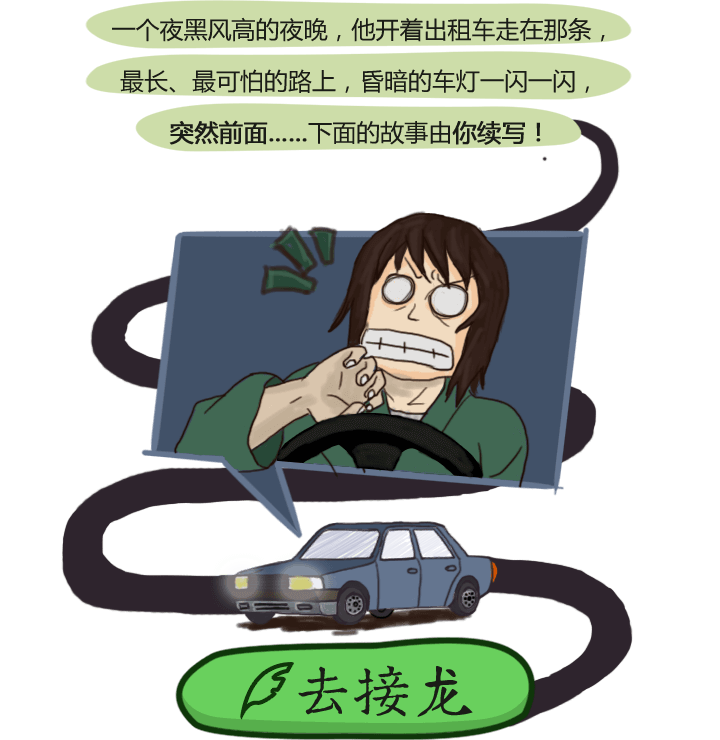 一个夜黑风高的夜晚，他开着出租车走在那条，
最长、最可怕的路上，昏暗的车灯一闪一闪，
突然前面……下面的故事由你续写！
去接龙